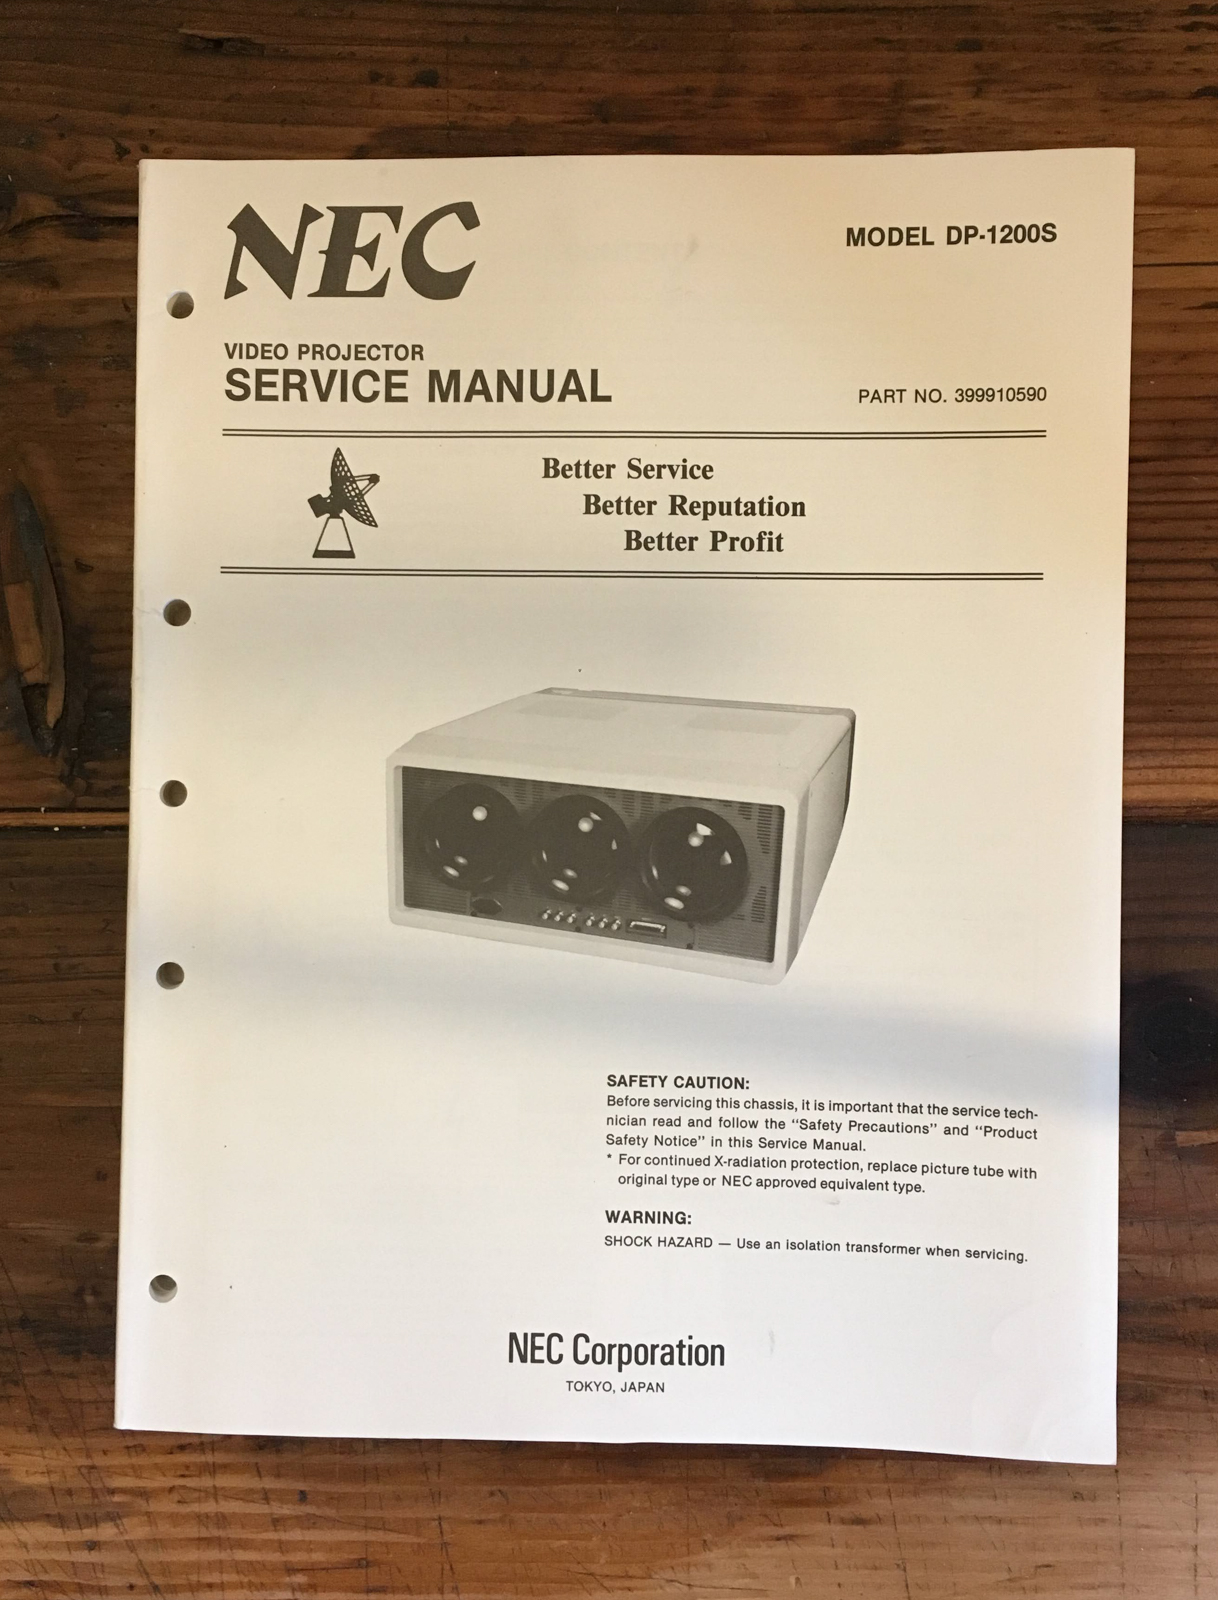 NEC
MODEL DP-1200S
VIDEO PROJECTOR
SERVICE MANUAL
PART NO. 399910590
Better Service
Better Reputation
Better Profit
SAFETY CAUTION:
Before servicing this chassis, it is important that the service tech-
nician read and follow the “Safety Precautions” and “Product
Safety Notice” in this Service Manual.
* For continued X-radiation protection, replace picture tube with
original type or NEC approved equivalent type.
WARNING:
SHOCK HAZARD — Use an isolation transformer when servicing.
NEC Corporation
TOKYO, JAPAN